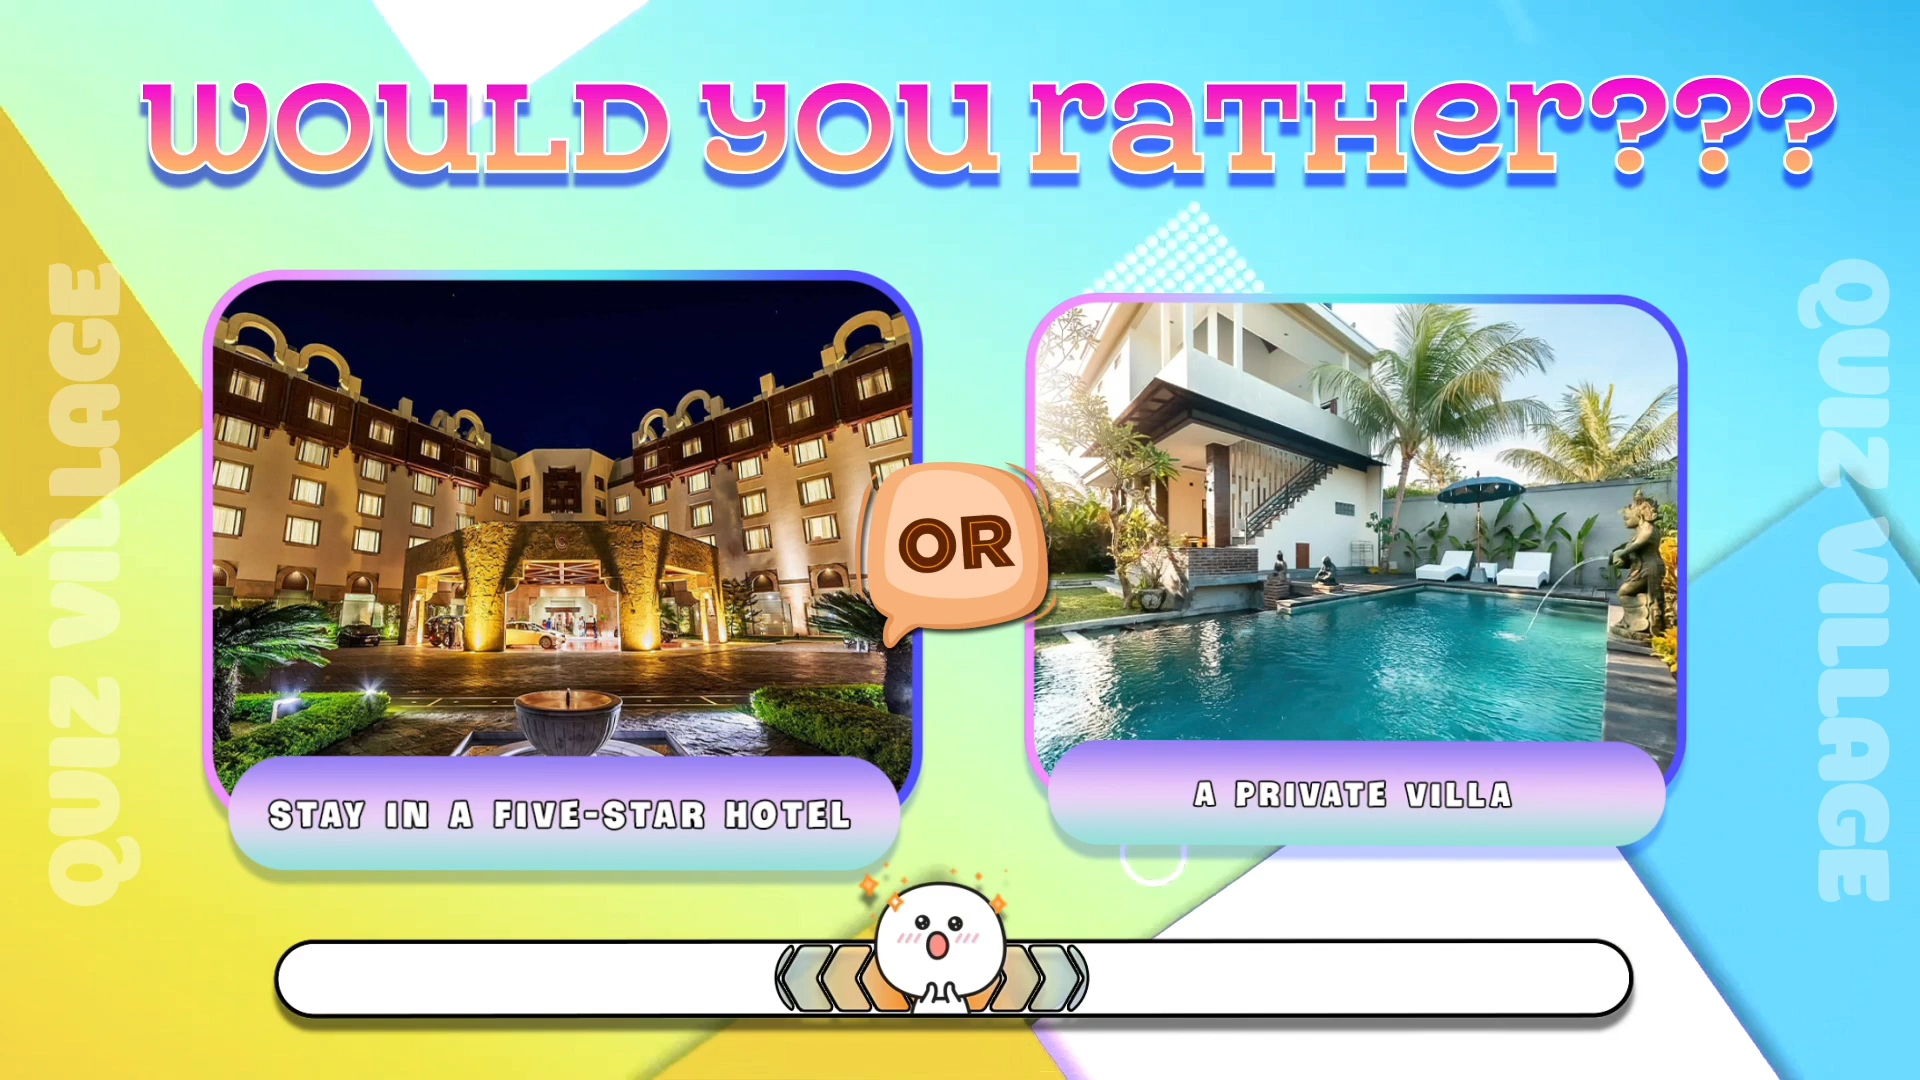 WOULD YOU RATHER???
QUIZ VILLAGE
QUIZ VILLAGE
OR
STAY IN A FIVE-STAR HOTEL
A PRIVATE VILLA